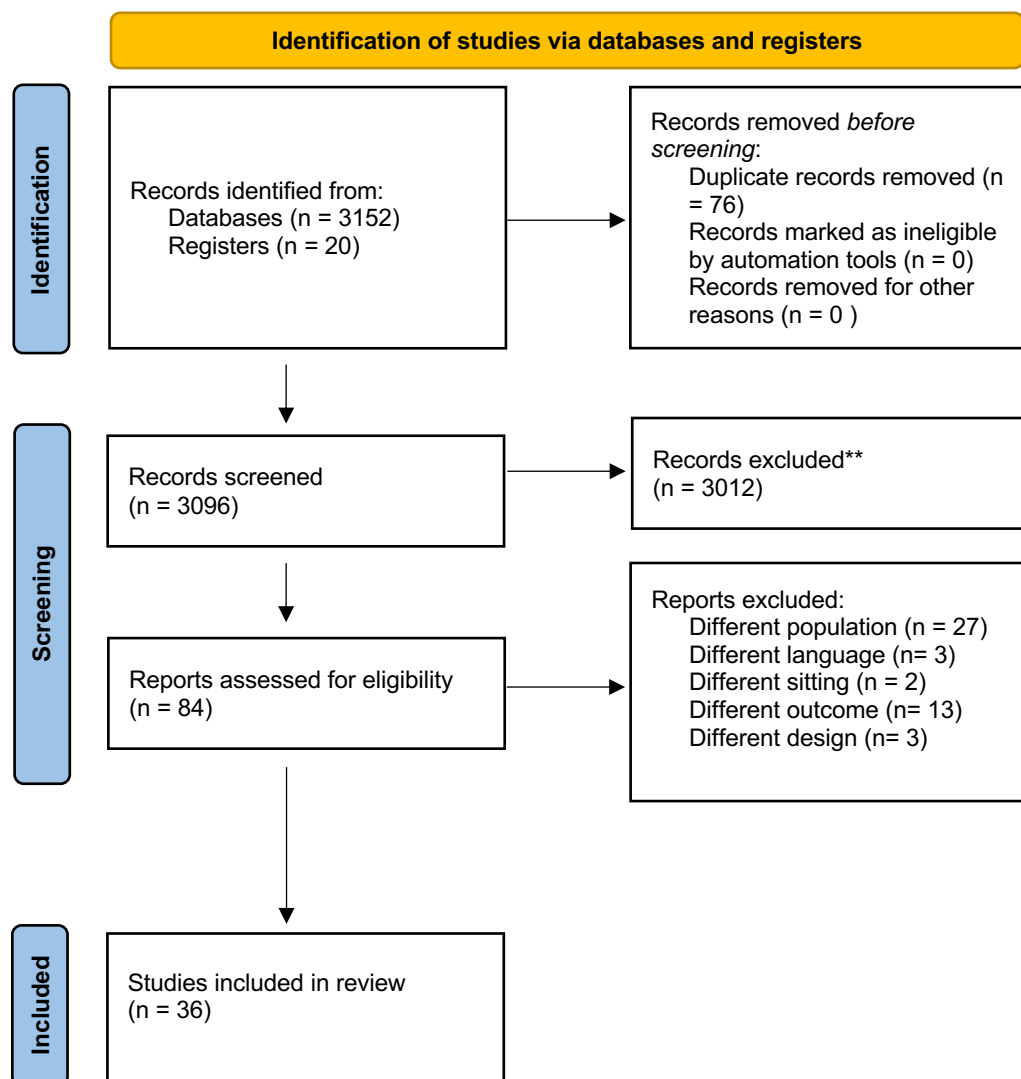 Identification of studies via databases and registers
Identification
Records identified from:
Databases (n = 3152)
Registers (n = 20)
Records removed before
screening:
Duplicate records removed (n
= 76)
Records marked as ineligible
by automation tools (n = 0)
Records removed for other
reasons (n = 0 )
Screening
Records screened
(n = 3096)
Records excluded**
(n = 3012)
Reports assessed for eligibility
(n = 84)
Reports excluded:
Different population (n = 27)
Different language (n= 3)
Different sitting (n = 2)
Different outcome (n= 13)
Different design (n= 3)
Included
Studies included in review
(n = 36)